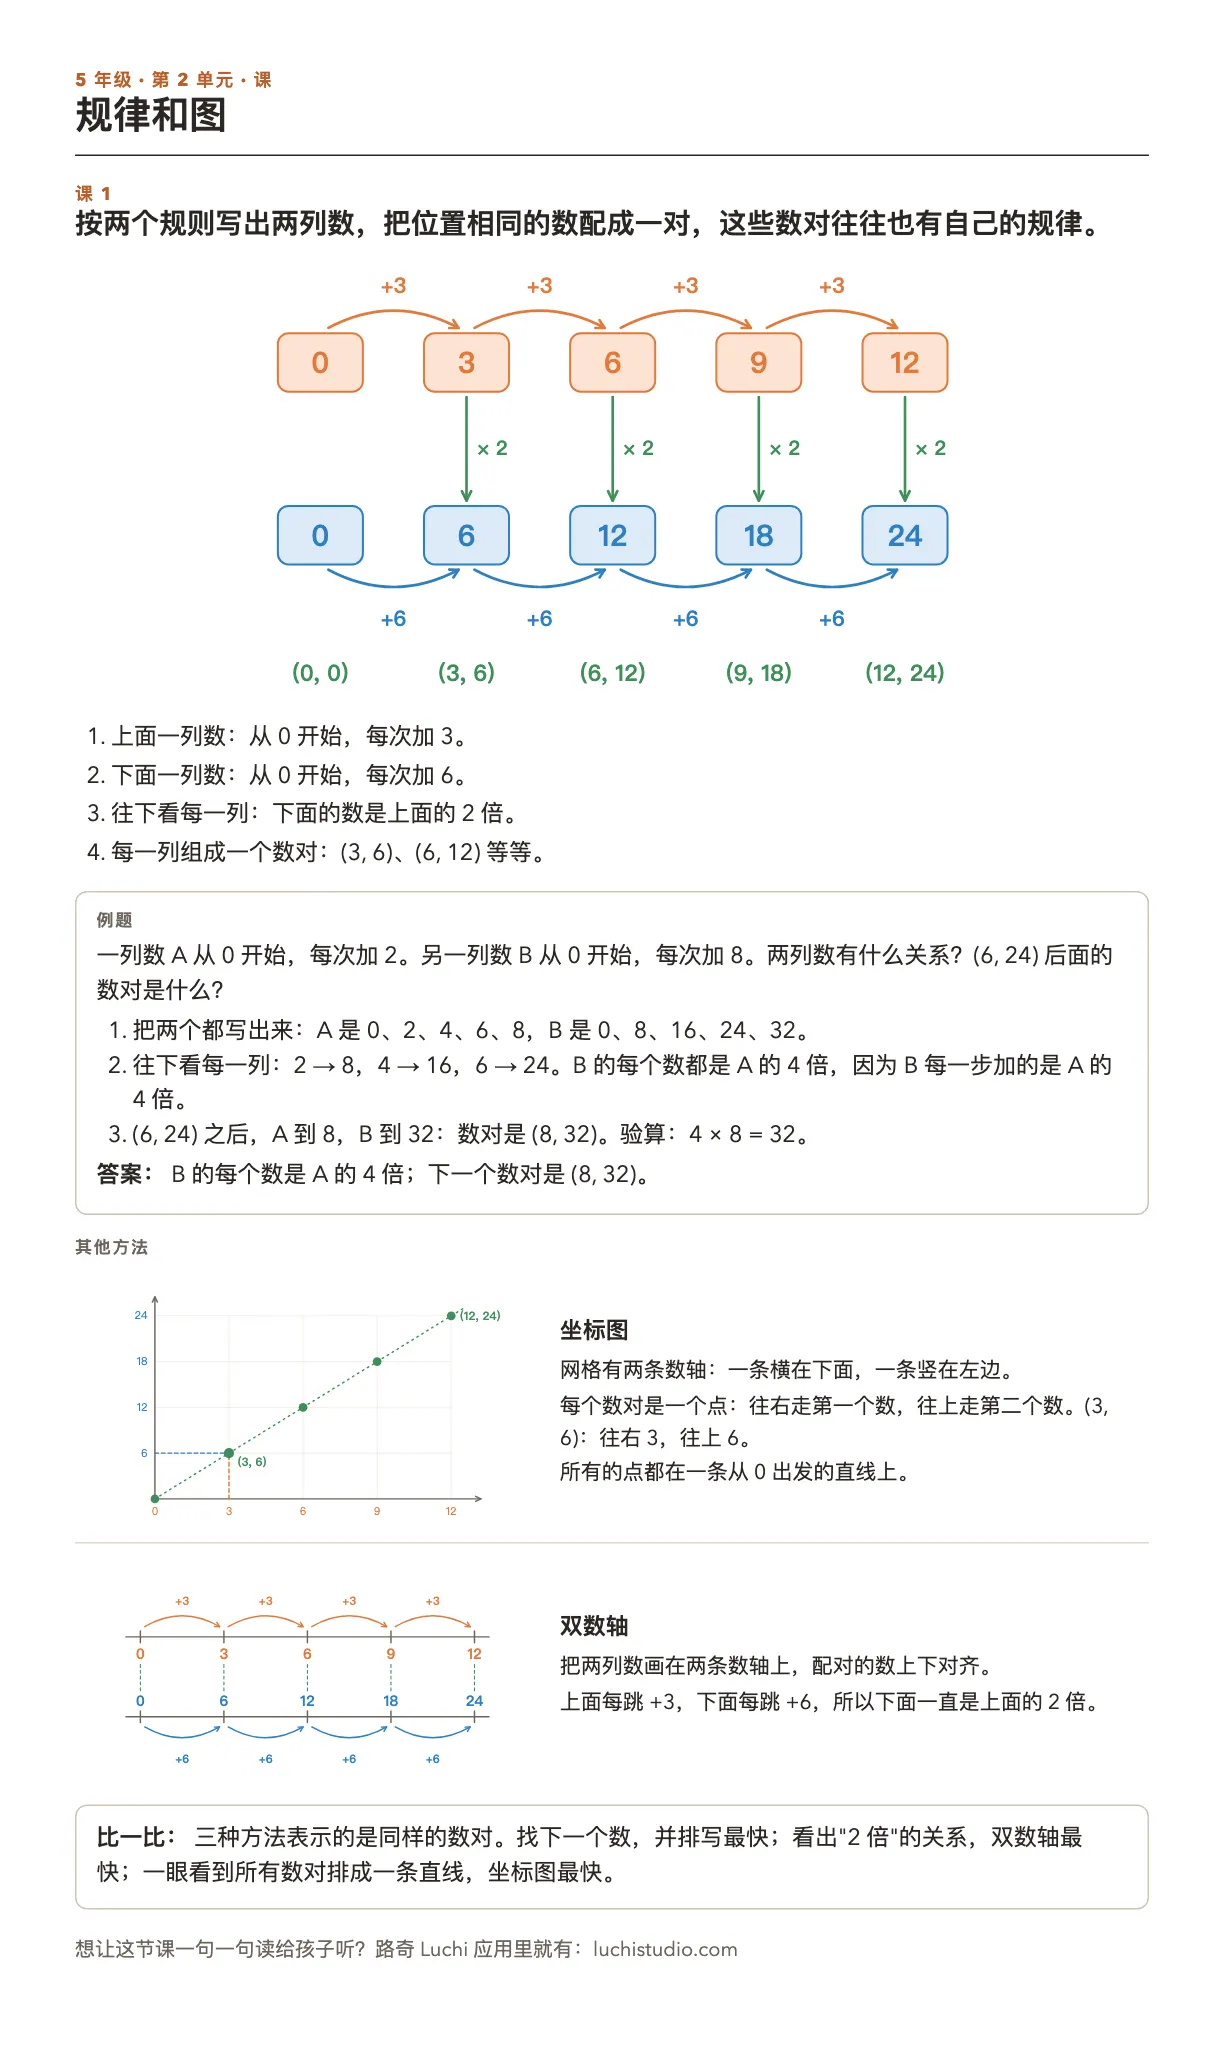 5 年级 · 第 2 单元 · 课
规律和图
课 1
按两个规则写出两列数，把位置相同的数配成一对，这些数对往往也有自己的规律。
+3 +3 +3 +3
0 3 6 9 12
× 2 × 2 × 2 × 2
0 6 12 18 24
+6 +6 +6 +6
(0, 0) (3, 6) (6, 12) (9, 18) (12, 24)
1. 上面一列数：从 0 开始，每次加 3。
2. 下面一列数：从 0 开始，每次加 6。
3. 往下看每一列：下面的数是上面的 2 倍。
4. 每一列组成一个数对：(3, 6)、(6, 12) 等等。
例题
一列数 A 从 0 开始，每次加 2。另一列数 B 从 0 开始，每次加 8。两列数有什么关系？(6, 24) 后面的
数对是什么？
1. 把两个都写出来：A 是 0、2、4、6、8，B 是 0、8、16、24、32。
2. 往下看每一列：2 → 8，4 → 16，6 → 24。B 的每个数都是 A 的 4 倍，因为 B 每一步加的是 A 的
4 倍。
3. (6, 24) 之后，A 到 8，B 到 32：数对是 (8, 32)。验算：4 × 8 = 32。
答案： B 的每个数是 A 的 4 倍；下一个数对是 (8, 32)。
其他方法
24 (12, 24)
18
12
6 (3, 6)
0 3 6 9 12
坐标图
网格有两条数轴：一条横在下面，一条竖在左边。
每个数对是一个点：往右走第一个数，往上走第二个数。(3,
6)：往右 3，往上 6。
所有的点都在一条从 0 出发的直线上。
+3 +3 +3 +3
0 3 6 9 12
0 6 12 18 24
+6 +6 +6 +6
双数轴
把两列数画在两条数轴上，配对的数上下对齐。
上面每跳 +3，下面每跳 +6，所以下面一直是上面的 2 倍。
比一比： 三种方法表示的是同样的数对。找下一个数，并排写最快；看出"2 倍"的关系，双数轴最
快；一眼看到所有数对排成一条直线，坐标图最快。
想让这节课一句一句读给孩子听？路奇 Luchi 应用里就有：luchistudio.com